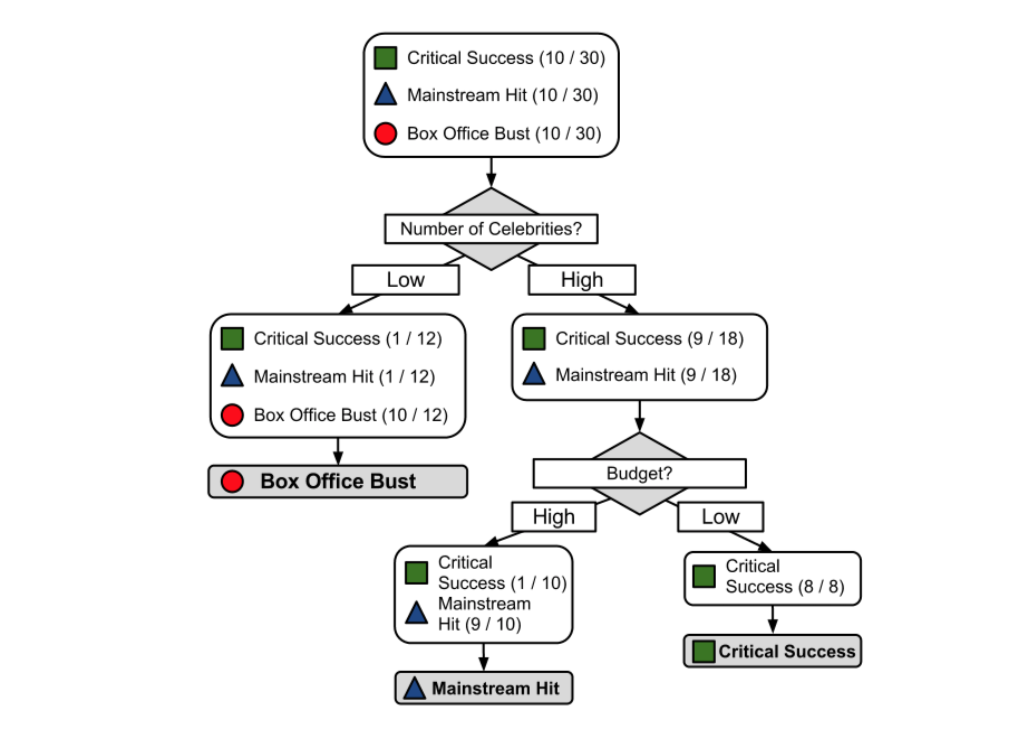 Critical Success (10 / 30)
Mainstream Hit (10 / 30)
Box Office Bust (10 / 30)
Number of Celebrities?
Low
High
Critical Success (1 / 12)
Mainstream Hit (1 / 12)
Box Office Bust (10 / 12)
Box Office Bust
Critical Success (9 / 18)
Mainstream Hit (9 / 18)
Budget?
High
Low
Critical
Success (1 / 10)
Mainstream
Hit (9 / 10)
Mainstream Hit
Critical
Success (8 / 8)
Critical Success